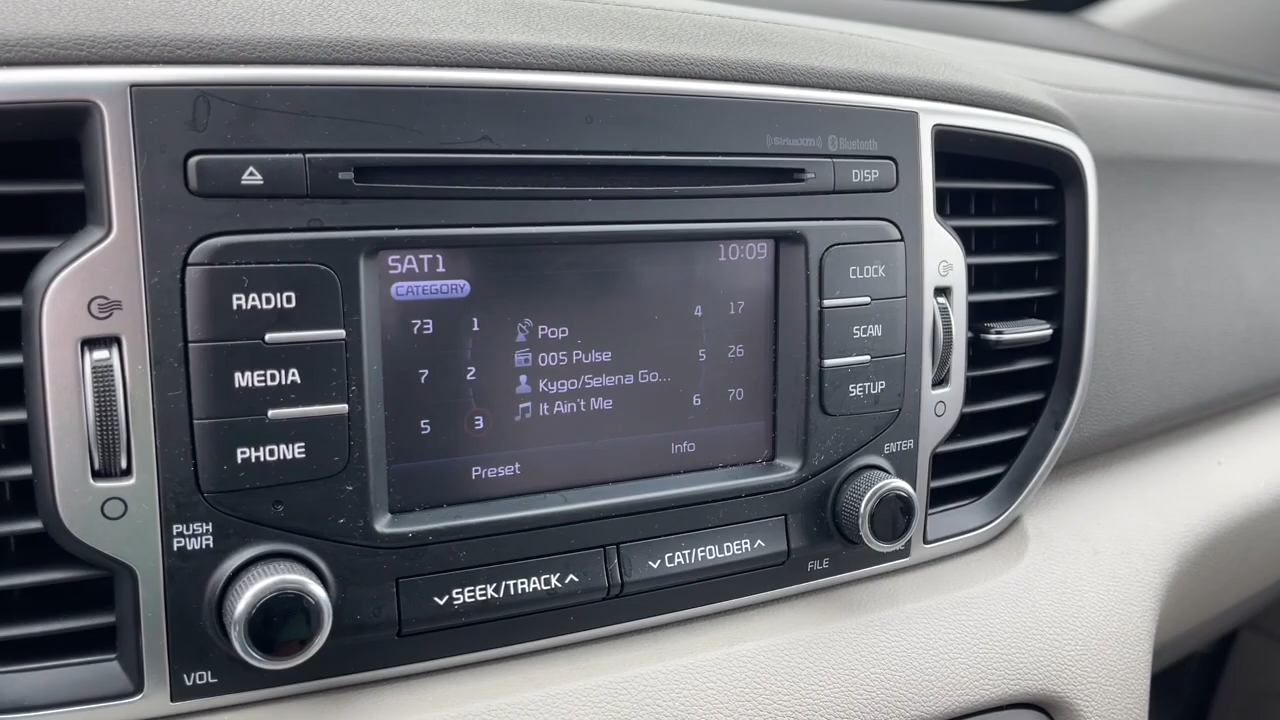 SiriusXM Bluetooth
DISP
SAT1 10:09
CATEGORY
RADIO
MEDIA
PHONE
73 1
7 2
5 3
Pop
005 Pulse
Kygo/Selena Go...
It Ain't Me
4 17
5 26
6 70
Preset Info
CLOCK
SCAN
SETUP
ENTER
PUSH
PWR
VOL
SEEK/TRACK
CAT/FOLDER
FILE